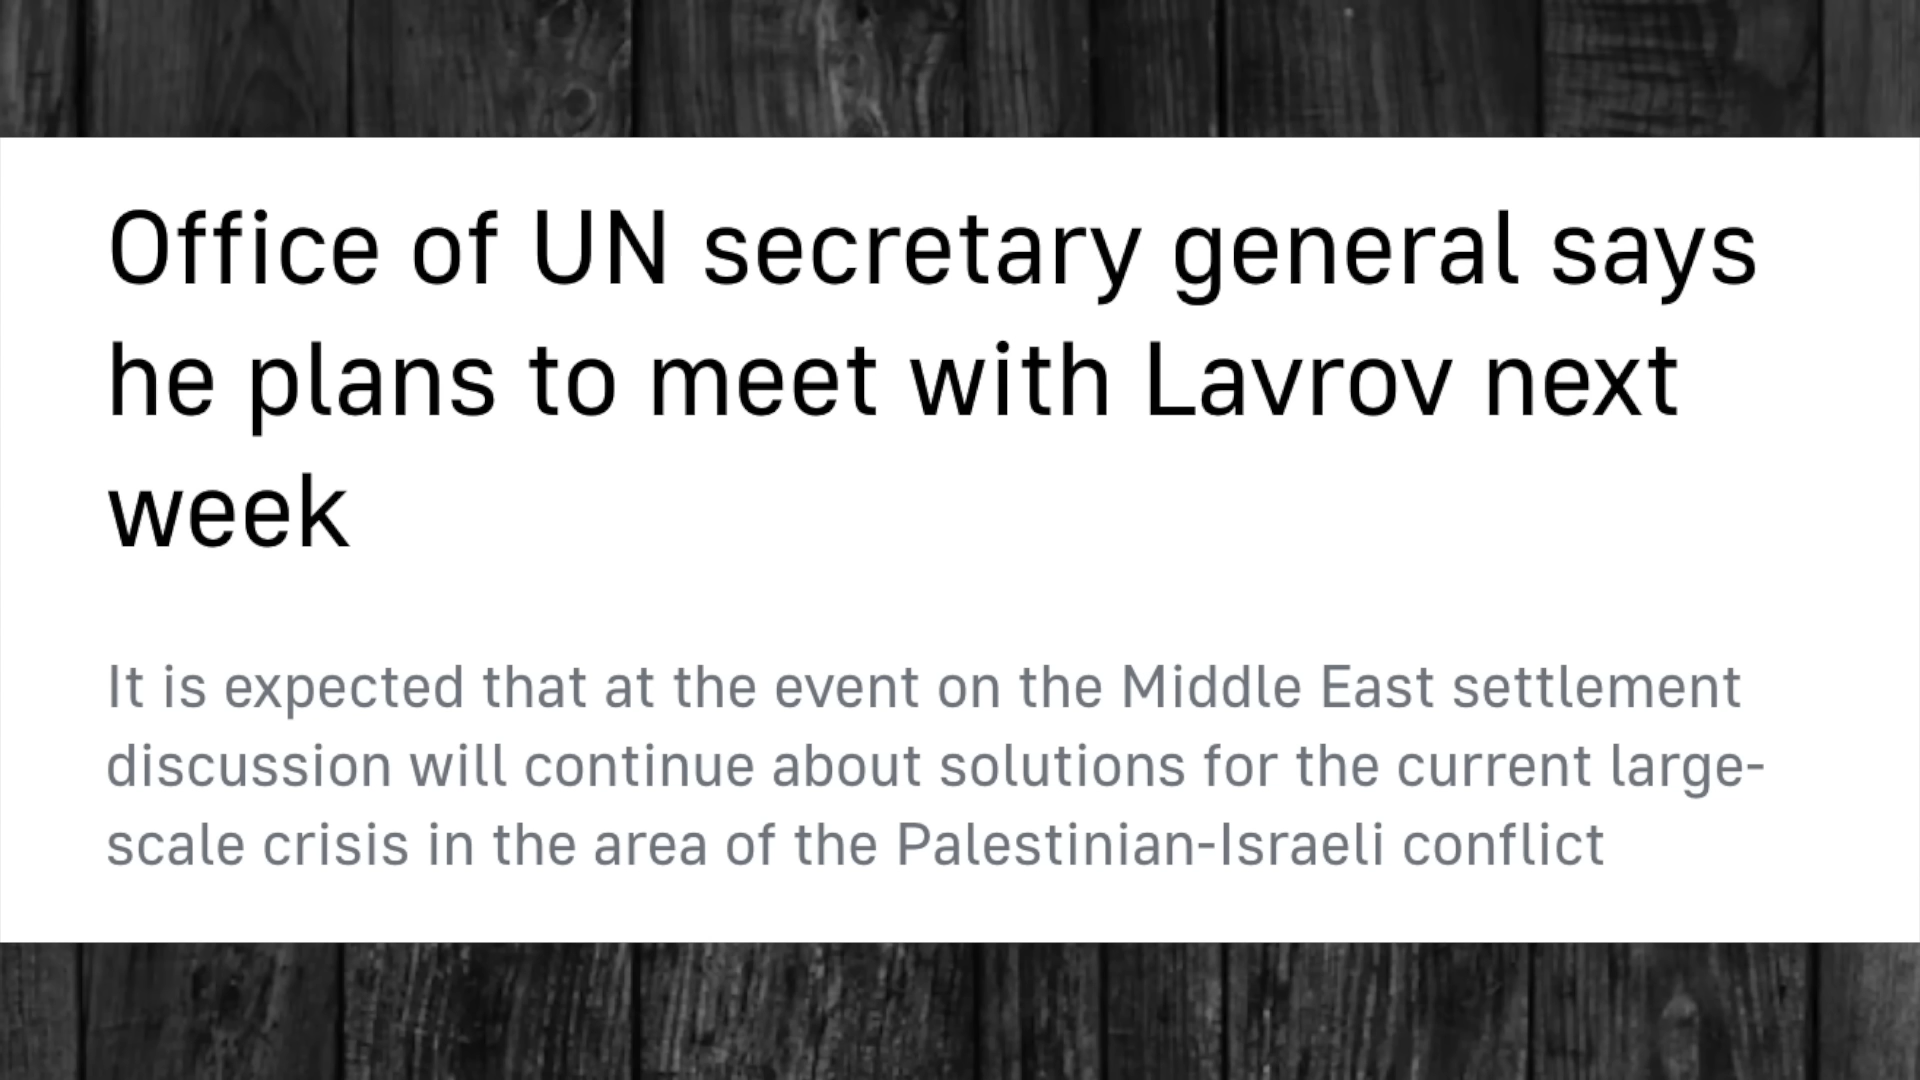 Office of UN secretary general says
he plans to meet with Lavrov next
week
It is expected that at the event on the Middle East settlement
discussion will continue about solutions for the current large-
scale crisis in the area of the Palestinian-Israeli conflict